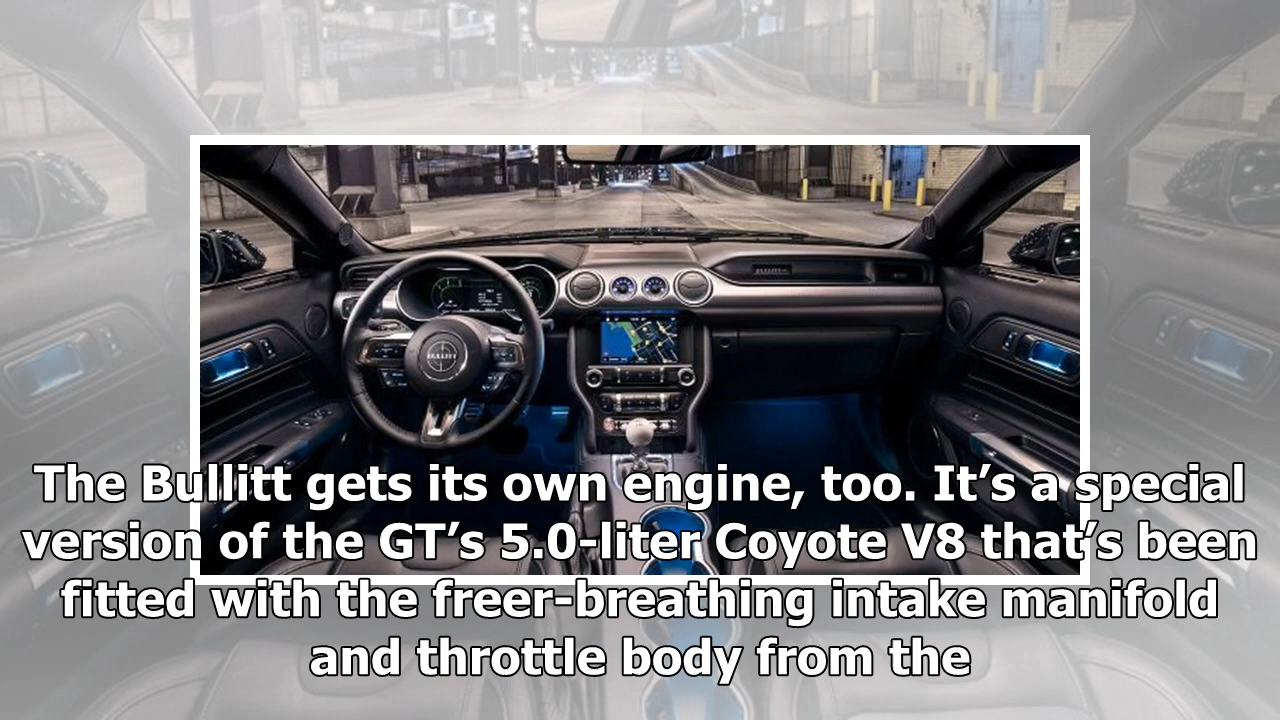 BULLITT
The Bullitt gets its own engine, too. It’s a special
version of the GT’s 5.0-liter Coyote V8 that’s been
fitted with the freer-breathing intake manifold
and throttle body from the